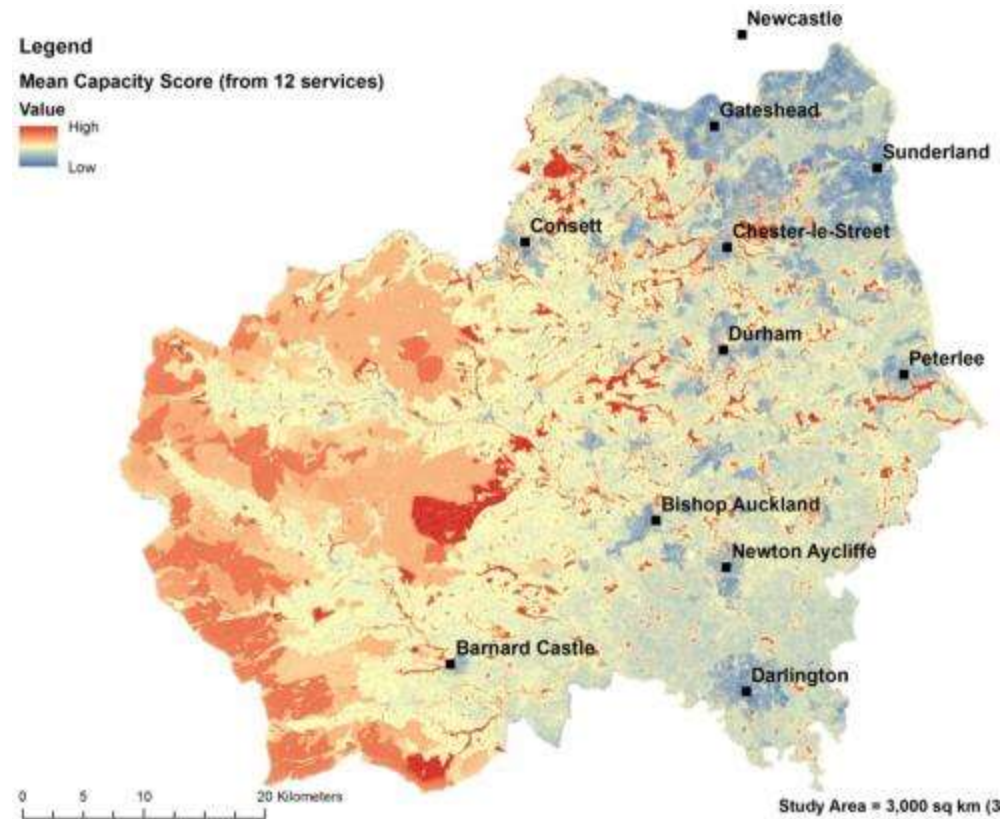 Newcastle
Legend
Mean Capacity Score (from 12 services)
Value
High
Low
Gateshead
Sunderland
Consett
Chester-le-Street
Durham
Peterlee
Bishop Auckland
Newton Aycliffe
Barnard Castle
Darlington
0 5 10 20 Kilometers
Study Area = 3,000 sq km (3